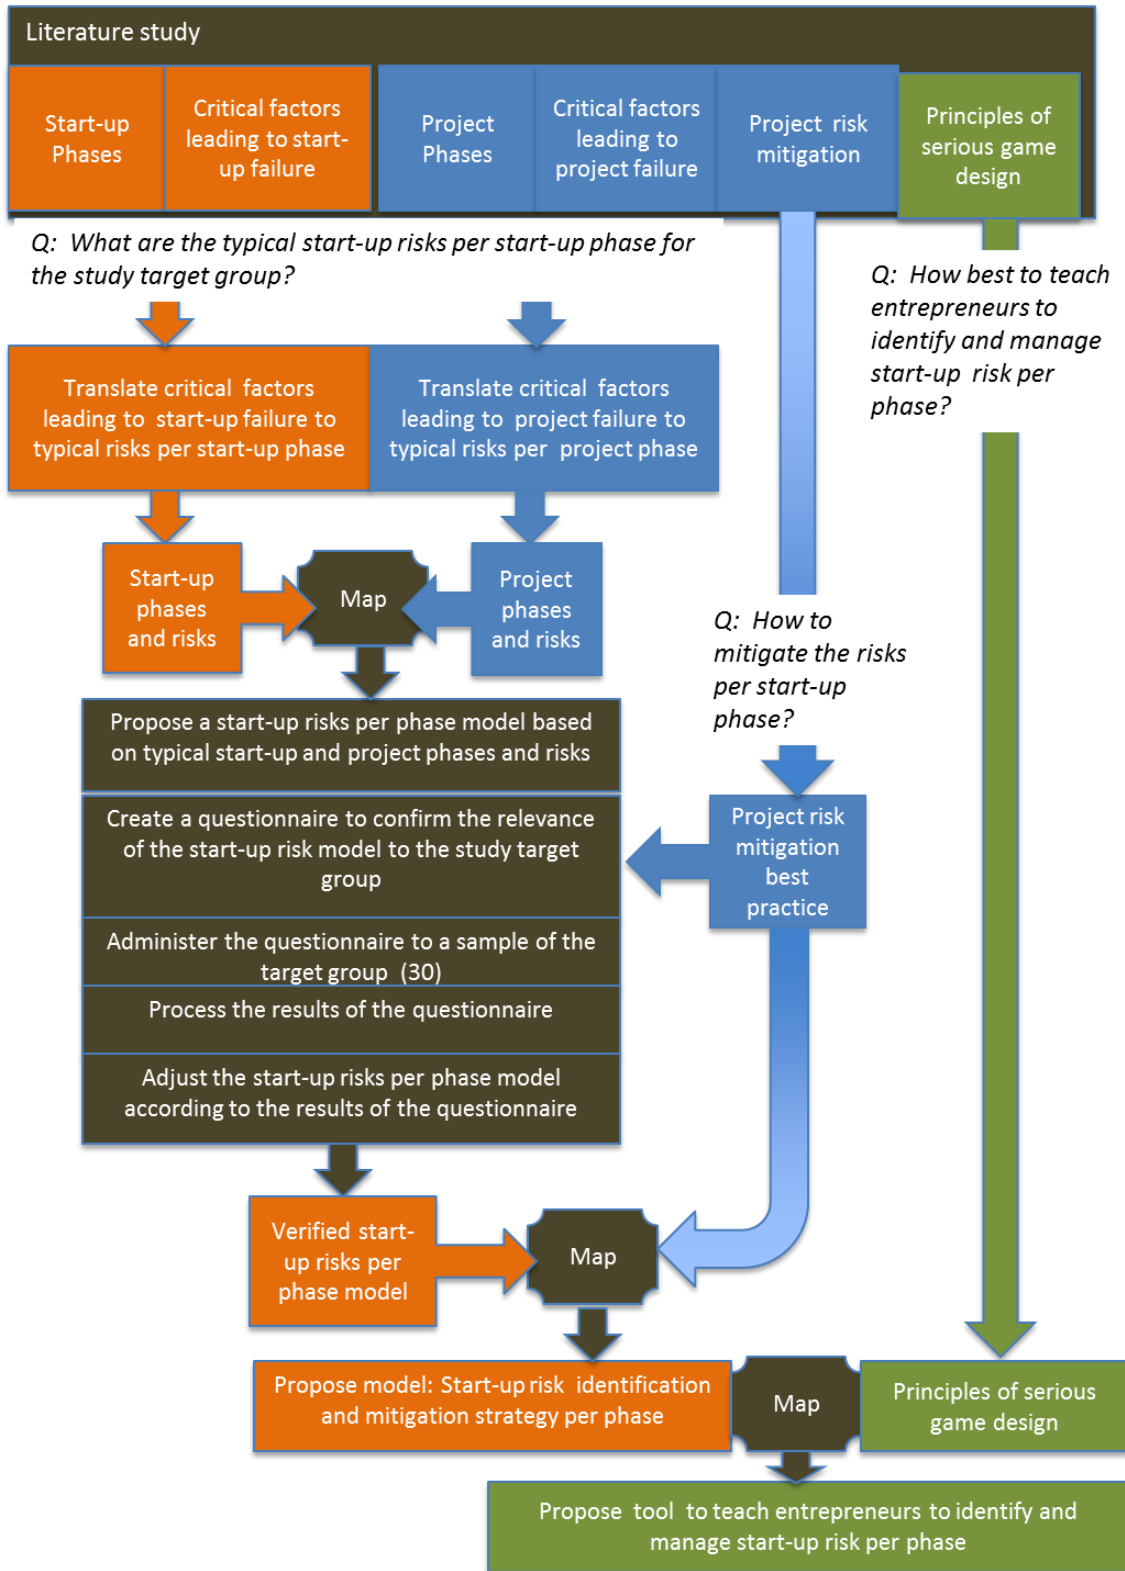 Literature study
Start-up
Phases
Critical factors
leading to start-
up failure
Project
Phases
Critical factors
leading to
project failure
Project risk
mitigation
Principles of
serious game
design
Q: What are the typical start-up risks per start-up phase for
the study target group?
Q: How best to teach
entrepreneurs to
identify and manage
start-up risk per
phase?
Translate critical factors
leading to start-up failure to
typical risks per start-up phase
Translate critical factors
leading to project failure to
typical risks per project phase
Start-up
phases
and risks
Map
Project
phases
and risks
Q: How to
mitigate the risks
per start-up
phase?
Propose a start-up risks per phase model based
on typical start-up and project phases and risks
Create a questionnaire to confirm the relevance
of the start-up risk model to the study target
group
Project risk
mitigation
best
practice
Administer the questionnaire to a sample of the
target group (30)
Process the results of the questionnaire
Adjust the start-up risks per phase model
according to the results of the questionnaire
Verified start-
up risks per
phase model
Map
Propose model: Start-up risk identification
and mitigation strategy per phase
Map
Principles of serious
game design
Propose tool to teach entrepreneurs to identify and
manage start-up risk per phase